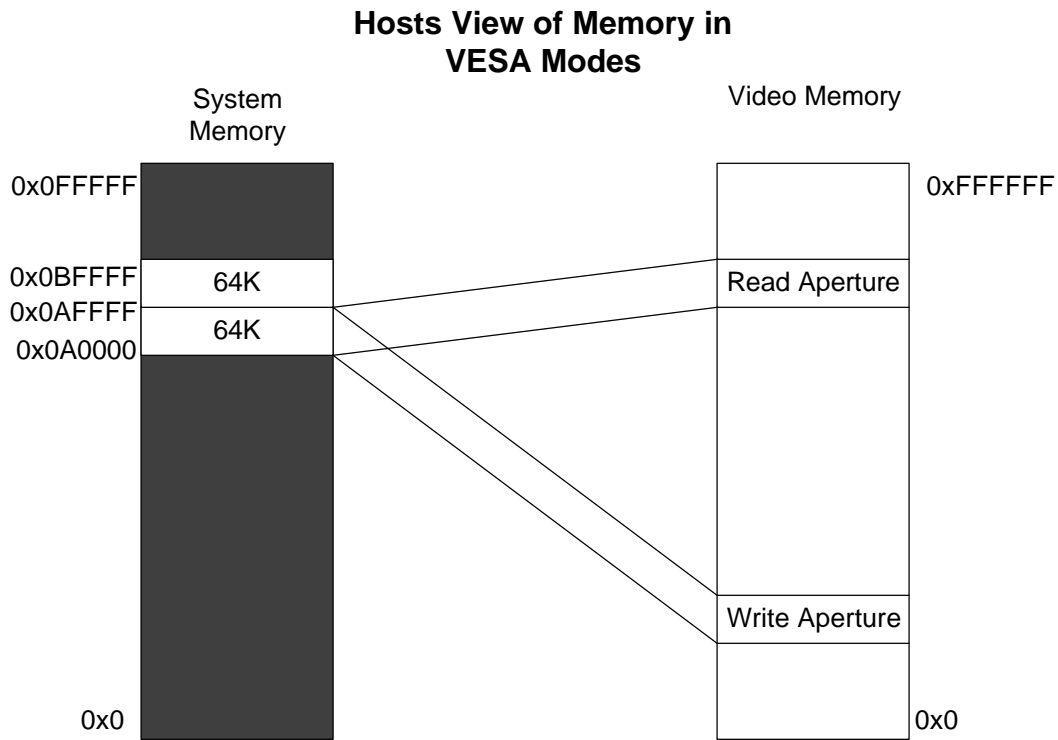 Hosts View of Memory in
VESA Modes
System
Memory
Video Memory
0x0FFFFF
0xFFFFFF
0x0BFFFF
64K
Read Aperture
0x0AFFFF
64K
0x0A0000
Write Aperture
0x0
0x0